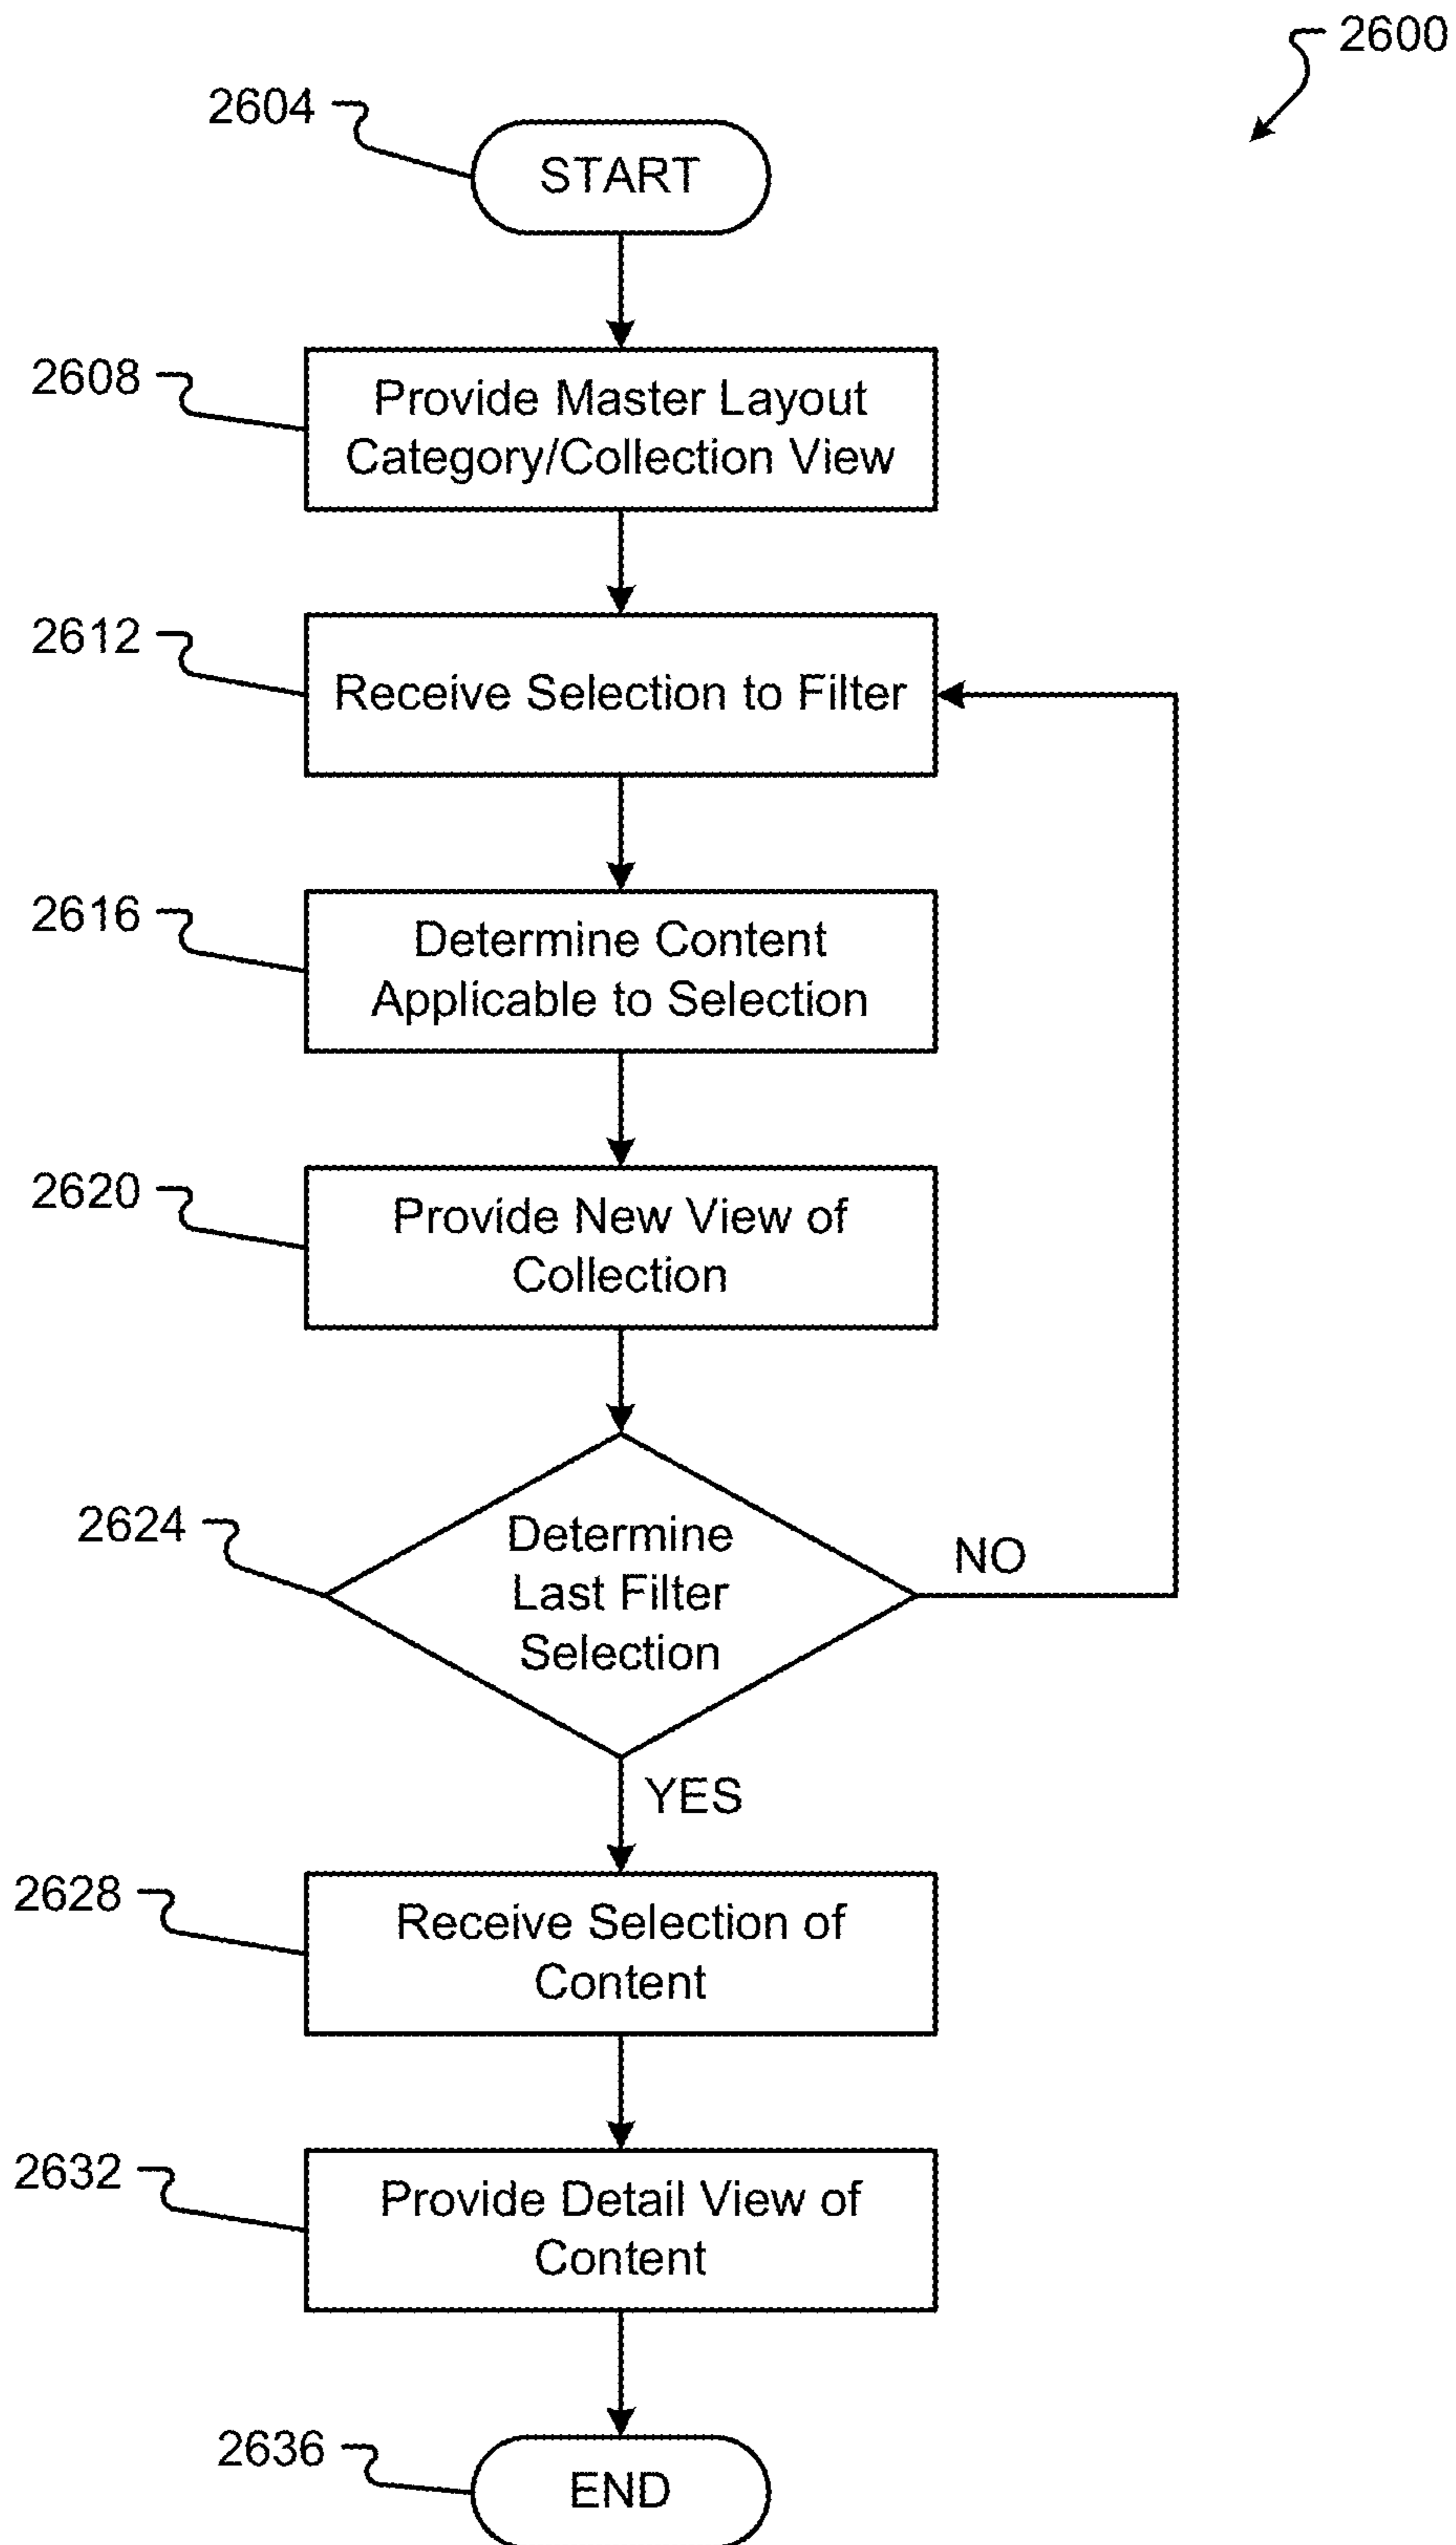 2600
2604
START
2608
Provide Master Layout
Category/Collection View
2612
Receive Selection to Filter
2616
Determine Content
Applicable to Selection
2620
Provide New View of
Collection
2624
Determine
Last Filter
Selection
NO
YES
2628
Receive Selection of
Content
2632
Provide Detail View of
Content
2636
END